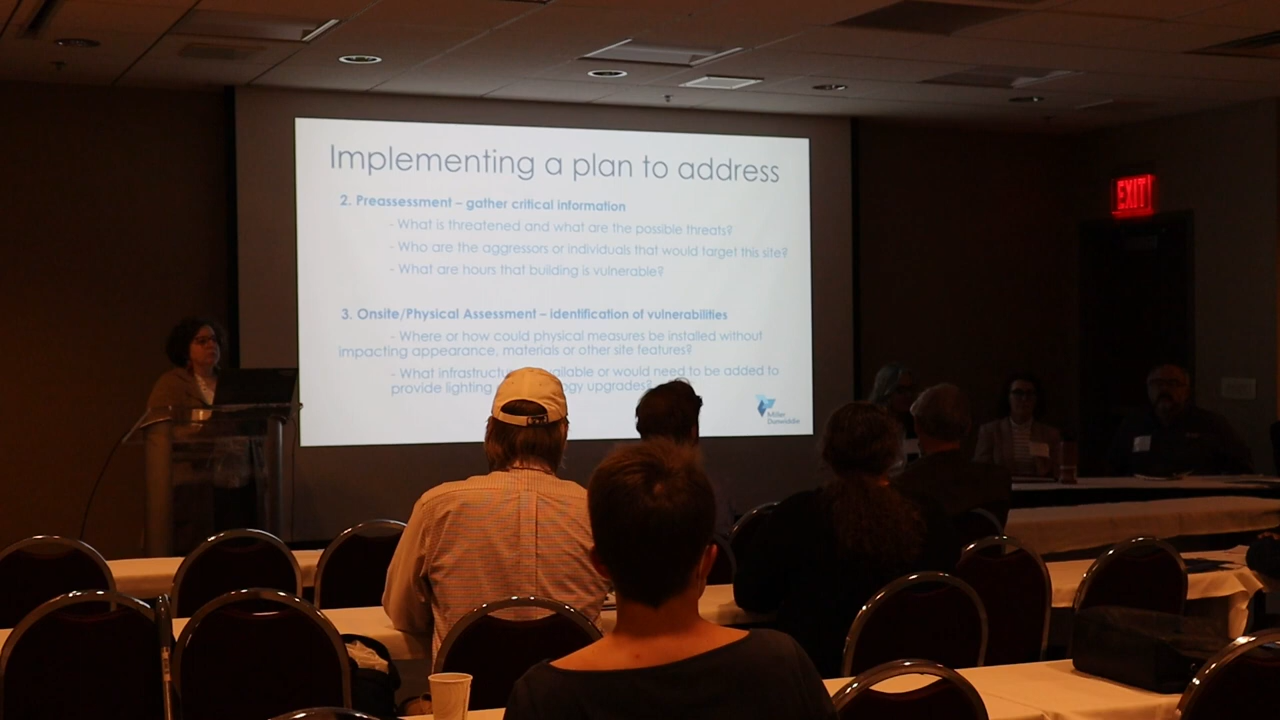 Implementing a plan to address
2. Preassessment – gather critical information
- What is threatened and what are the possible threats?
- Who are the aggressors or individuals that would target this site?
- What are hours that building is vulnerable?
3. Onsite/Physical Assessment – identification of vulnerabilities
- Where or how could physical measures be installed without
impacting appearance, materials or other site features?
- What available or would need to be added to
provide lighting upgrades?
Miller
Dunwiddie
EXIT